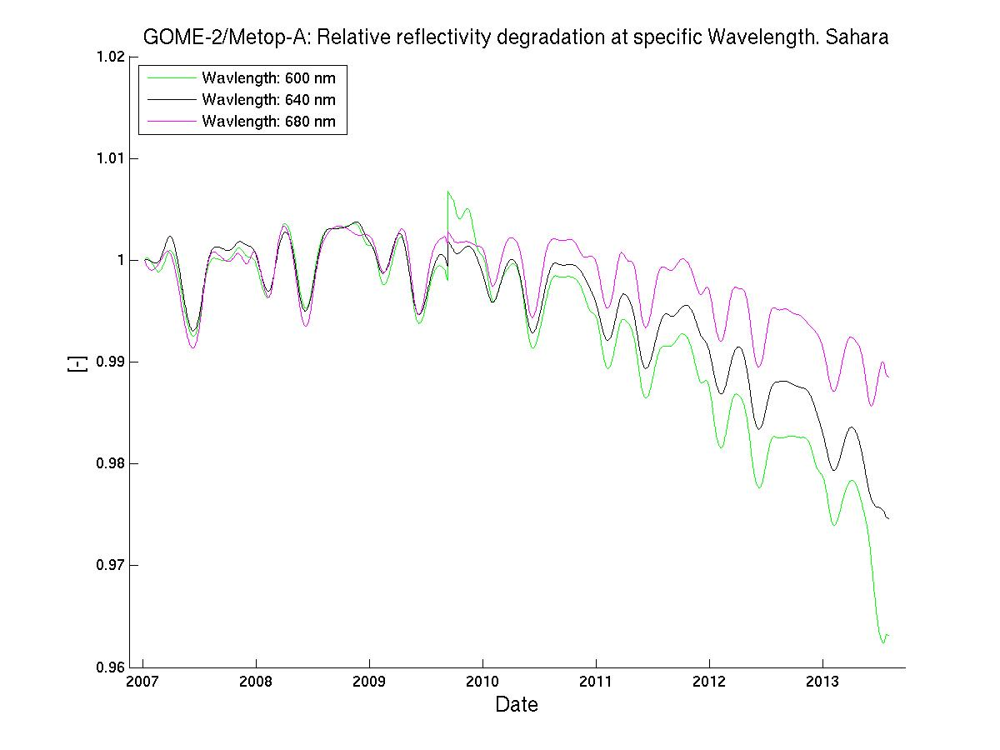 GOME-2/Metop-A: Relative reflectivity degradation at specific Wavelength. Sahara
1.02
Wavlength: 600 nm
Wavlength: 640 nm
Wavlength: 680 nm
1.01
1
0.99
[-]
0.98
0.97
0.96
2007 2008 2009 2010 2011 2012 2013
Date